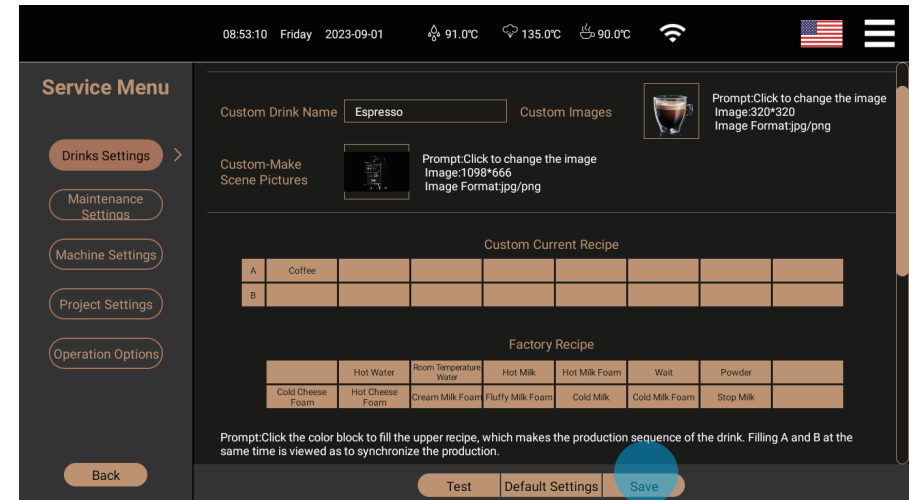 08:53:10 Friday 2023-09-01 91.0℃ 135.0℃ 90.0℃
Service Menu
Drinks Settings >
Maintenance
Settings
Machine Settings
Project Settings
Operation Options
Back
Custom Drink Name Espresso Custom Images
Prompt:Click to change the image
Image:320*320
Image Format:jpg/png
Custom-Make
Scene Pictures
Prompt:Click to change the image
Image:1098*666
Image Format:jpg/png
Custom Current Recipe
A Coffee
B
Factory Recipe
Hot Water Room Temperature Water Hot Milk Hot Milk Foam Wait Powder
Cold Cheese Foam Hot Cheese Foam Cream Milk Foam Fluffy Milk Foam Cold Milk Cold Milk Foam Stop Milk
Prompt:Click the color block to fill the upper recipe, which makes the production sequence of the drink. Filling A and B at the
same time is viewed as to synchronize the production.
Test Default Settings Save